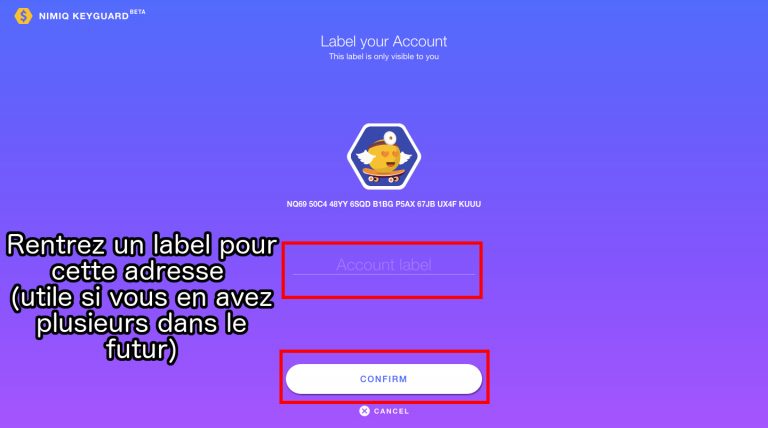 NIMIQ KEYGUARD BETA
Label your Account
This label is only visible to you
NQ69 50C4 48YY 6SQD B1BG P5AX 67JB UX4F KUUU
Rentrez un label pour
cette adresse
(utile si vous en avez
plusieurs dans le
futur)
Account label
CONFIRM
CANCEL